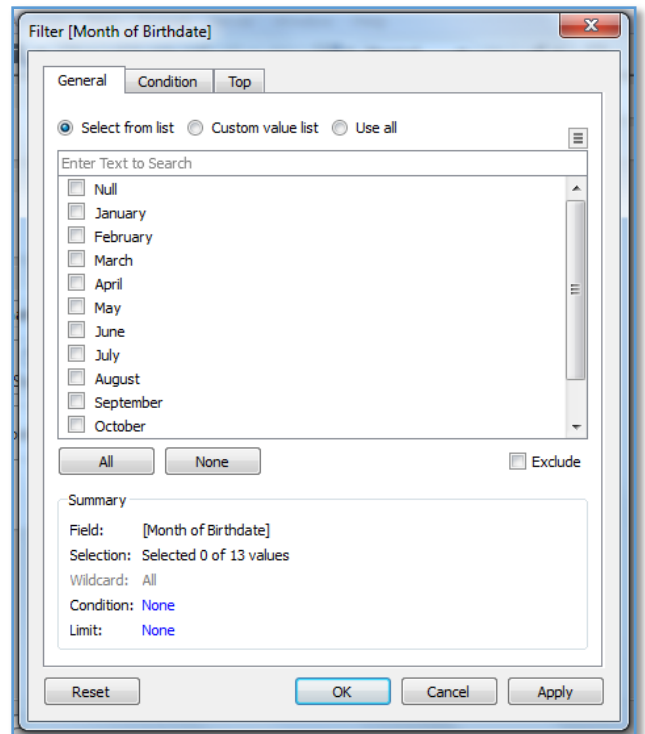 Filter [Month of Birthdate]
General Condition Top
Select from list Custom value list Use all
Enter Text to Search
Null
January
February
March
April
May
June
July
August
September
October
All None Exclude
Summary
Field: [Month of Birthdate]
Selection: Selected 0 of 13 values
Wildcard: All
Condition: None
Limit: None
Reset OK Cancel Apply